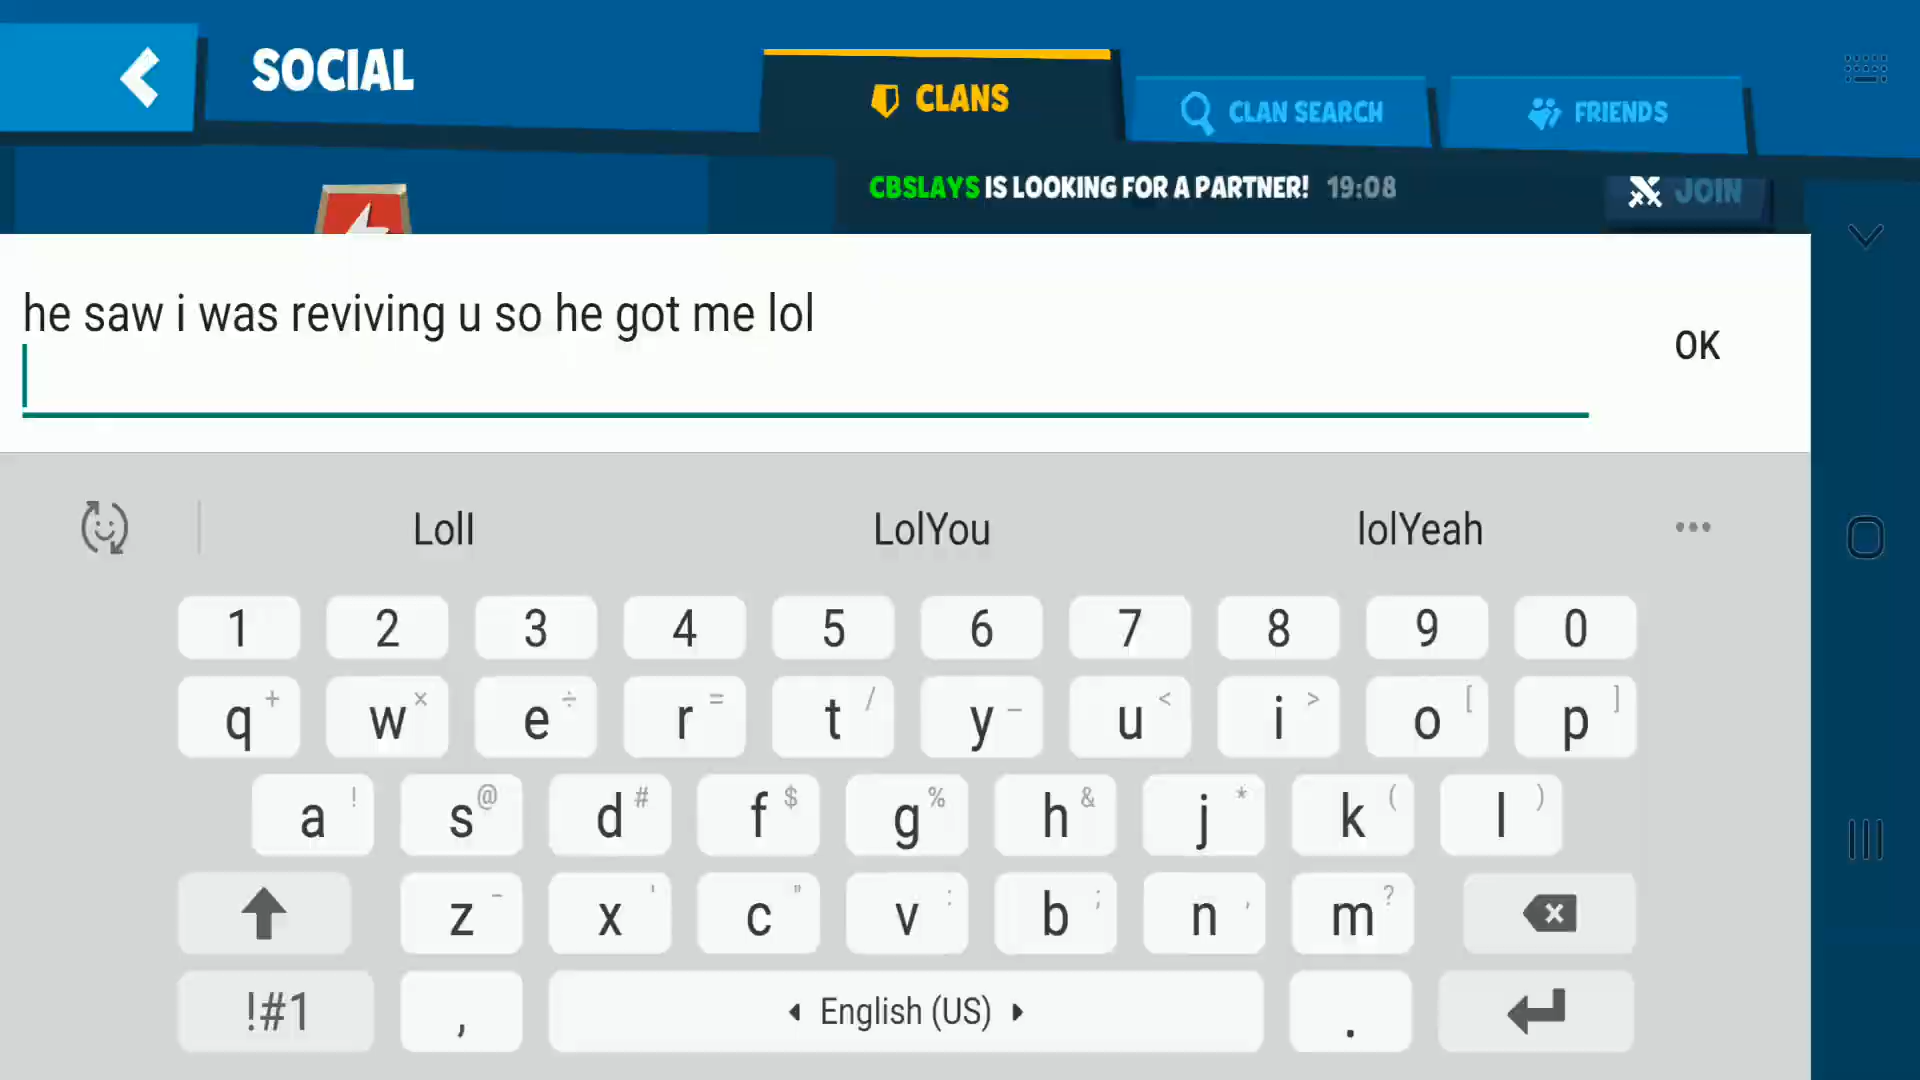 SOCIAL
CLANS
CLAN SEARCH
FRIENDS
CBSLAYS IS LOOKING FOR A PARTNER! 19:08
JOIN
he saw i was reviving u so he got me lol
OK
LolI LolYou lolYeah
1 2 3 4 5 6 7 8 9 0
q + w × e ÷ r = t / y _ u < i > o [ p ]
a ! s @ d # f $ g % h & j * k ( l )
z - x ' c " v : b ; n , m ?
!#1 , English (US) .